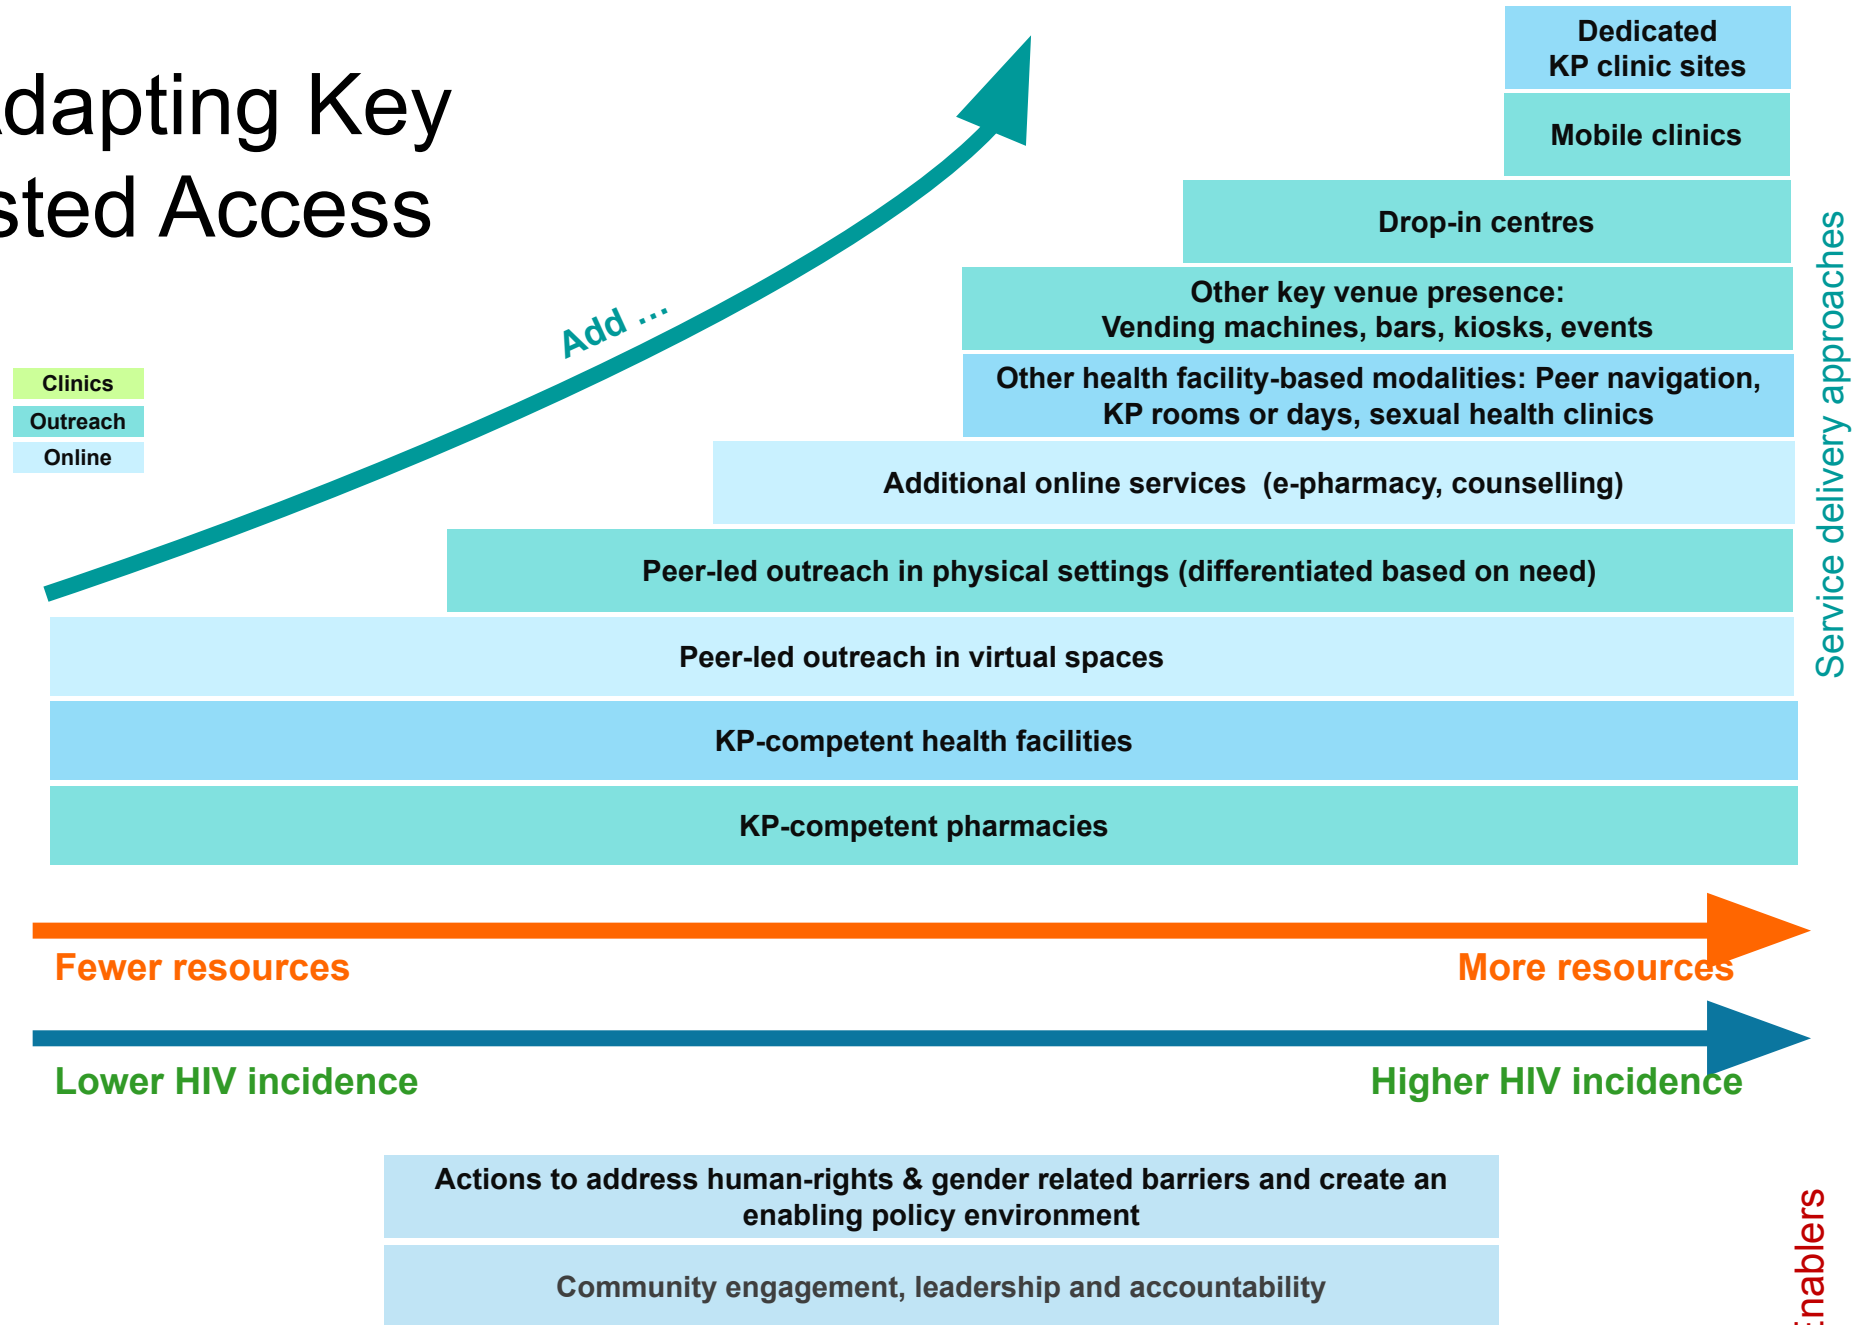 dapting Key
sted Access
Dedicated
KP clinic sites
Mobile clinics
Drop-in centres
Other key venue presence:
Vending machines, bars, kiosks, events
Other health facility-based modalities: Peer navigation,
KP rooms or days, sexual health clinics
Additional online services (e-pharmacy, counselling)
Peer-led outreach in physical settings (differentiated based on need)
Peer-led outreach in virtual spaces
KP-competent health facilities
KP-competent pharmacies
Add ...
Clinics
Outreach
Online
Service delivery approaches
Fewer resources
More resources
Lower HIV incidence
Higher HIV incidence
Actions to address human-rights & gender related barriers and create an
enabling policy environment
Community engagement, leadership and accountability
Enablers